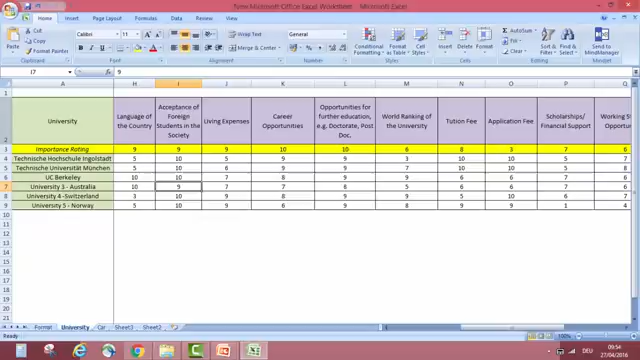 New Microsoft Office Excel Worksheet - Microsoft Excel
Home Insert Page Layout Formulas Data Review View
Cut
Copy
Paste
Format Painter
Clipboard
Calibri 11
Font
Wrap Text
Merge & Center
Alignment
General
Number
Conditional Formatting
Format as Table
Cell Styles
Styles
Insert Delete Format
Cells
AutoSum
Fill
Clear
Sort & Filter
Find & Select
Editing
Send to MindManager
MindManager
I7 9
A H I J K L M N O P Q
University Language of the Country Acceptance of Foreign Students in the Society Living Expenses Career Opportunities Opportunities for further education, e.g. Doctorate, Post Doc. World Ranking of the University Tution Fee Application Fee Scholarships/ Financial Support
Importance Rating 9 9 9 10 10 6 8 3 7 6
Technische Hochschule Ingolstadt 5 10 5 9 9 3 10 10 7 7
Technische Universität München 5 10 6 9 9 7 10 10 7 7
UC Berkeley 10 10 7 8 9 9 6 6 7 7
University 3 - Australia 10 9 7 7 8 5 6 6 7 6
University 4 -Switzerland 3 10 9 8 9 9 5 10 6 7
University 5 - Norway 5 10 9 6 9 8 9 9 1 4
Format University Car Sheet3 Sheet2
Ready 100%
DEU 09:54
27/04/2016